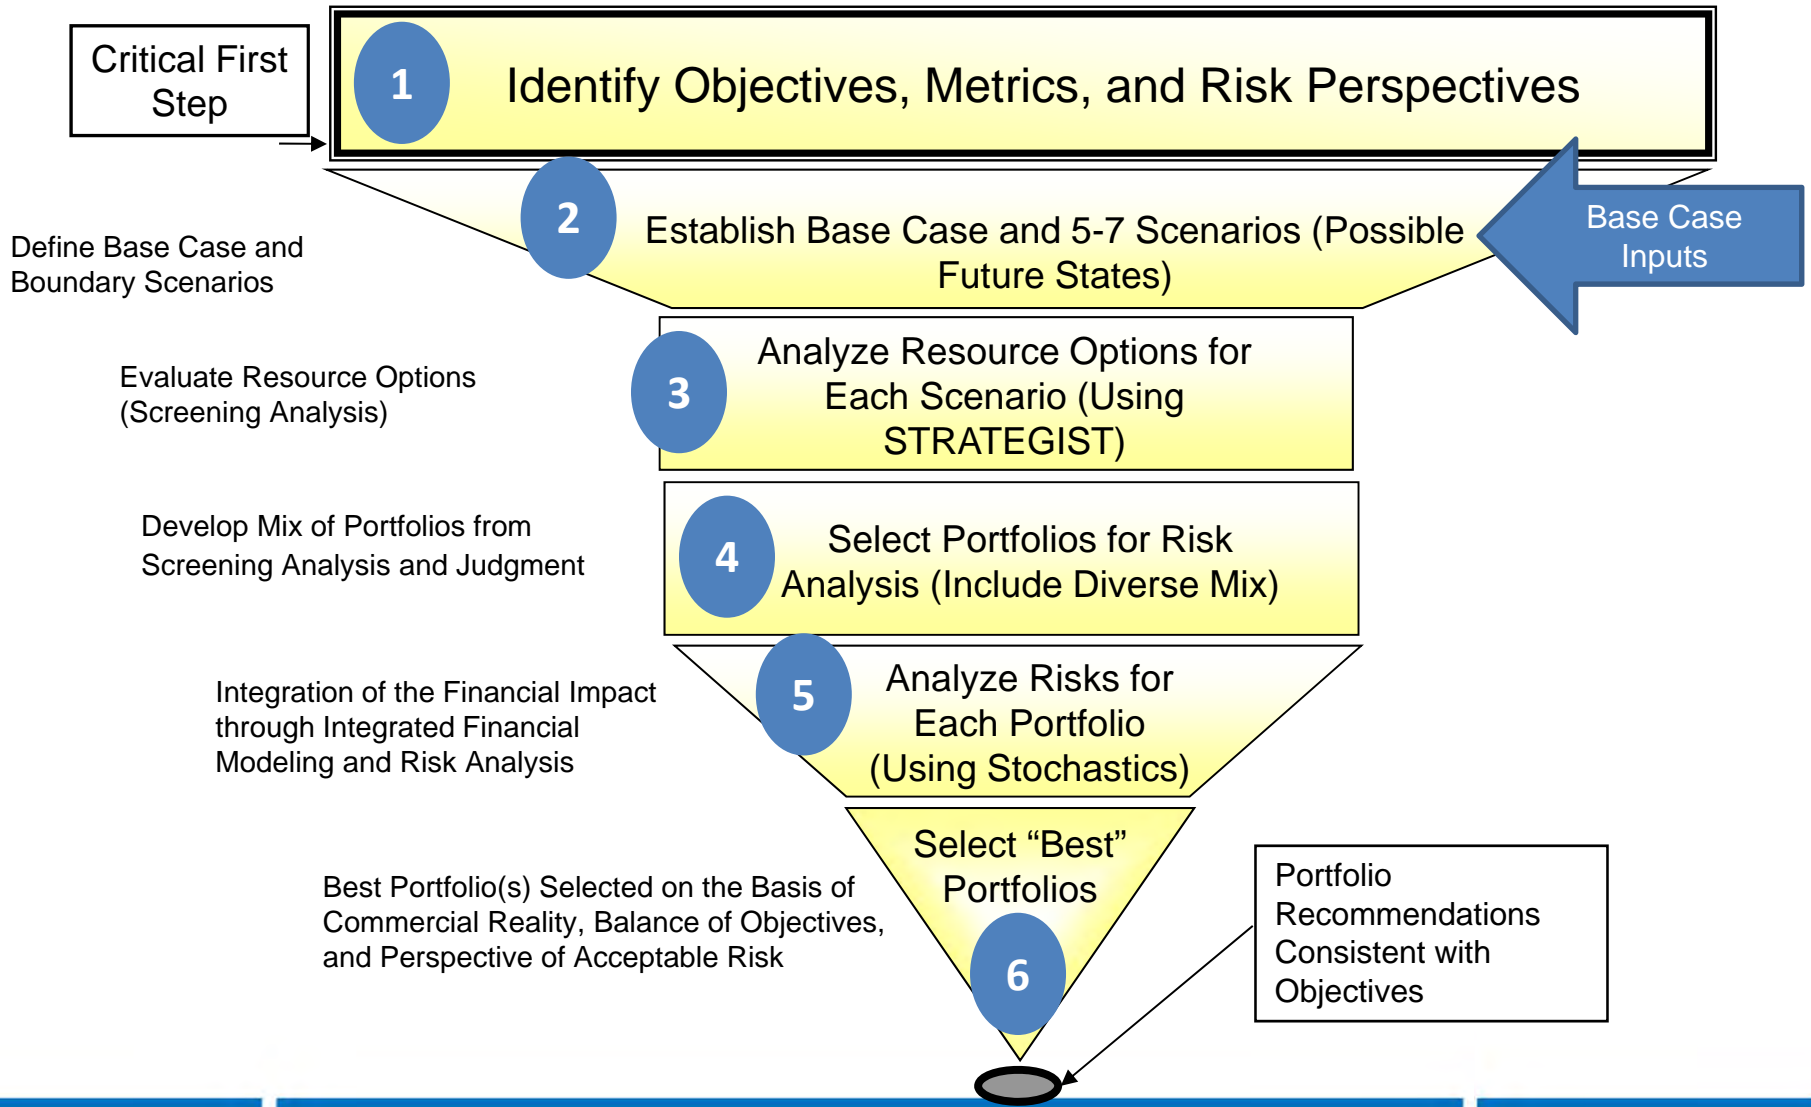 Critical First
Step
1
Identify Objectives, Metrics, and Risk Perspectives
2
Establish Base Case and 5-7 Scenarios (Possible
Future States)
Base Case
Inputs
Define Base Case and
Boundary Scenarios
3
Analyze Resource Options for
Each Scenario (Using
STRATEGIST)
Evaluate Resource Options
(Screening Analysis)
4
Select Portfolios for Risk
Analysis (Include Diverse Mix)
Develop Mix of Portfolios from
Screening Analysis and Judgment
5
Analyze Risks for
Each Portfolio
(Using Stochastics)
Integration of the Financial Impact
through Integrated Financial
Modeling and Risk Analysis
Select “Best”
Portfolios
6
Best Portfolio(s) Selected on the Basis of
Commercial Reality, Balance of Objectives,
and Perspective of Acceptable Risk
Portfolio
Recommendations
Consistent with
Objectives